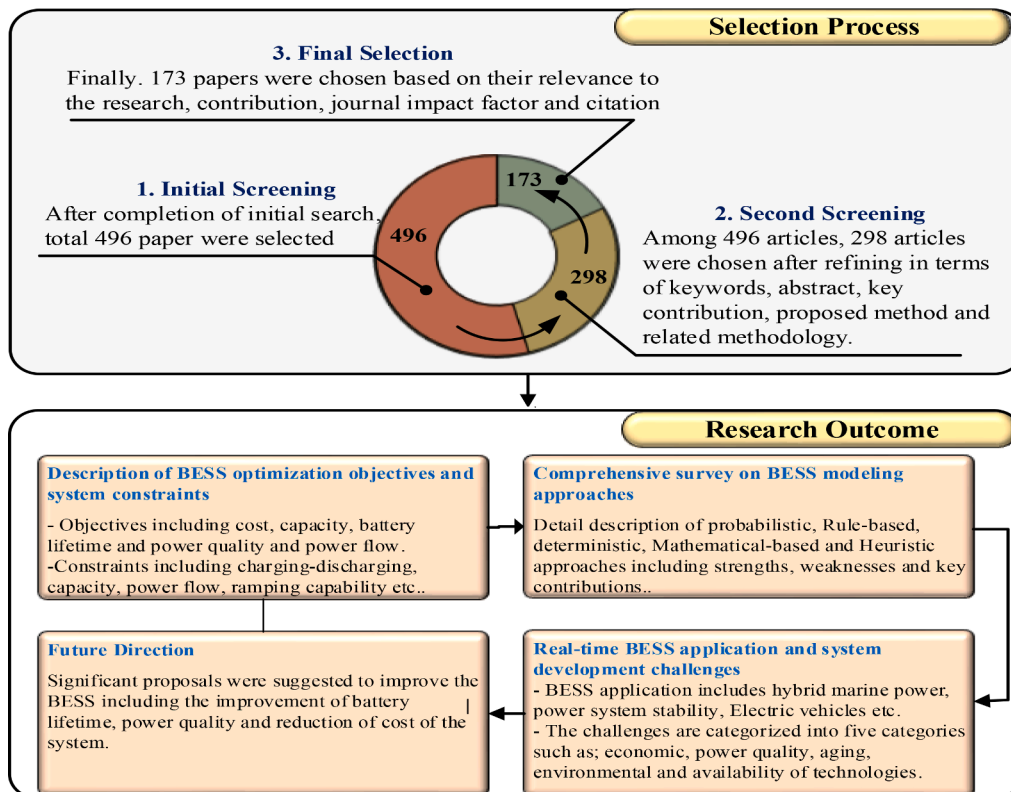 Selection Process
3. Final Selection
Finally. 173 papers were chosen based on their relevance to
the research, contribution, journal impact factor and citation
1. Initial Screening
After completion of initial search,
total 496 paper were selected
496
173
298
2. Second Screening
Among 496 articles, 298 articles
were chosen after refining in terms
of keywords, abstract, key
contribution, proposed method and
related methodology.
Research Outcome
Description of BESS optimization objectives and
system constraints
- Objectives including cost, capacity, battery
lifetime and power quality and power flow.
-Constraints including charging-discharging,
capacity, power flow, ramping capability etc..
Comprehensive survey on BESS modeling
approaches
Detail description of probabilistic, Rule-based,
deterministic, Mathematical-based and Heuristic
approaches including strengths, weaknesses and key
contributions..
Future Direction
Significant proposals were suggested to improve the
BESS including the improvement of battery
lifetime, power quality and reduction of cost of the
system.
Real-time BESS application and system
development challenges
- BESS application includes hybrid marine power,
power system stability, Electric vehicles etc.
- The challenges are categorized into five categories
such as; economic, power quality, aging,
environmental and availability of technologies.